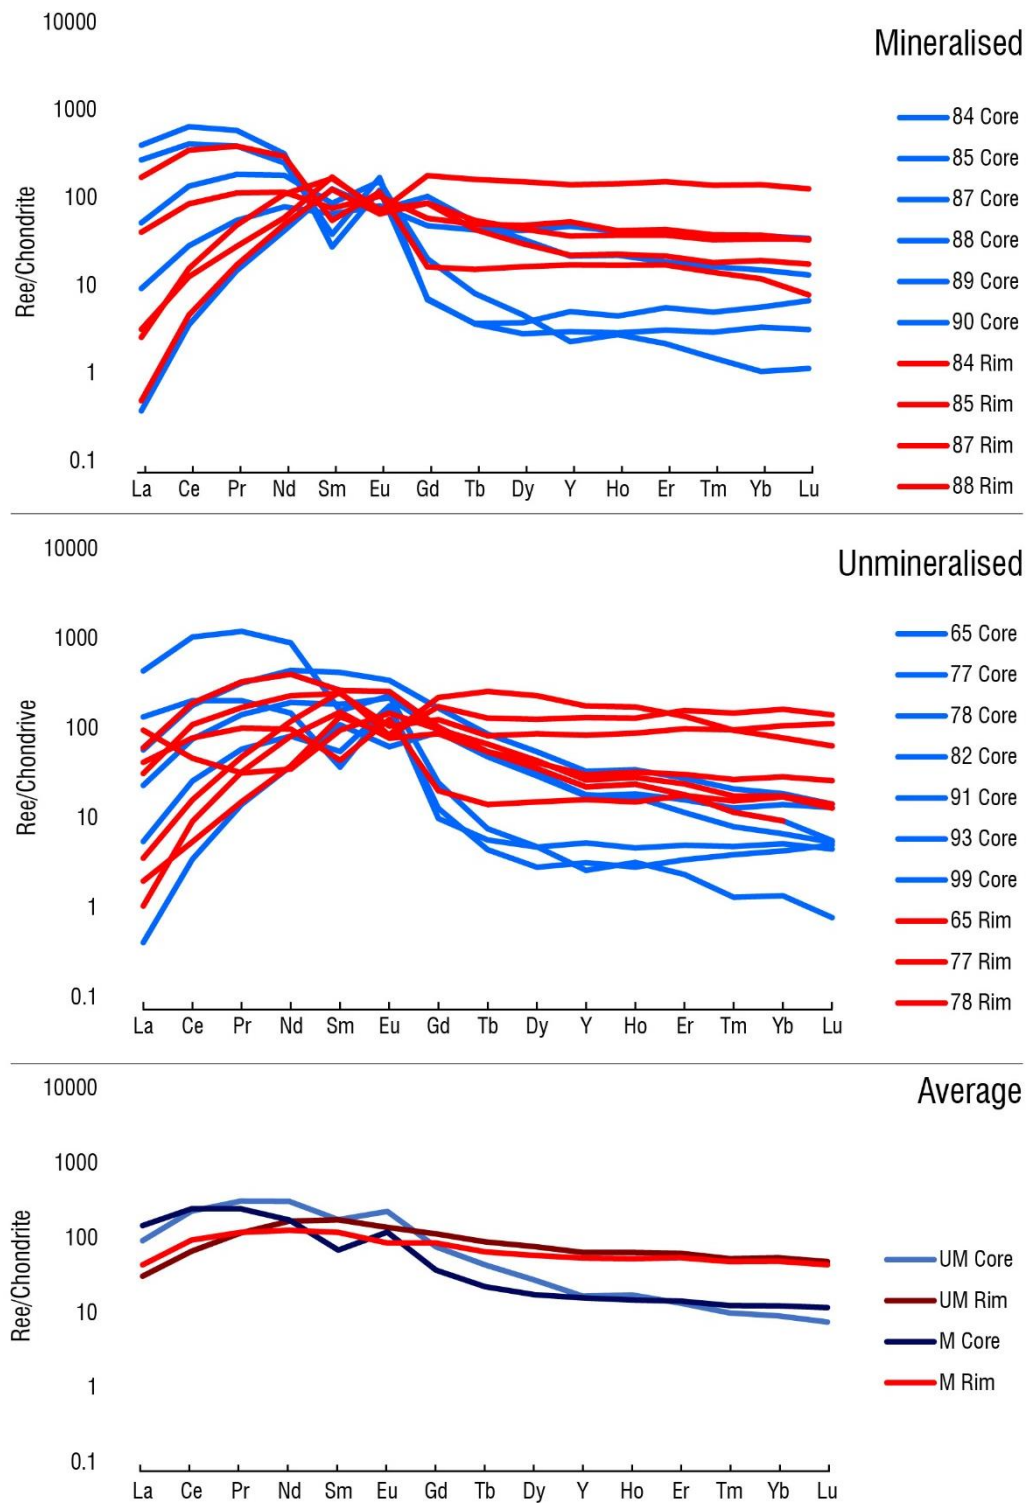 Mineralised
10000
1000
100
10
1
0.1
Ree/Chondrite
La Ce Pr Nd Sm Eu Gd Tb Dy Y Ho Er Tm Yb Lu
84 Core
85 Core
87 Core
88 Core
89 Core
90 Core
84 Rim
85 Rim
87 Rim
88 Rim
Unmineralised
10000
1000
100
10
1
0.1
Ree/Chondrive
La Ce Pr Nd Sm Eu Gd Tb Dy Y Ho Er Tm Yb Lu
65 Core
77 Core
78 Core
82 Core
91 Core
93 Core
99 Core
65 Rim
77 Rim
78 Rim
Average
10000
1000
100
10
1
0.1
Ree/Chondrite
La Ce Pr Nd Sm Eu Gd Tb Dy Y Ho Er Tm Yb Lu
UM Core
UM Rim
M Core
M Rim